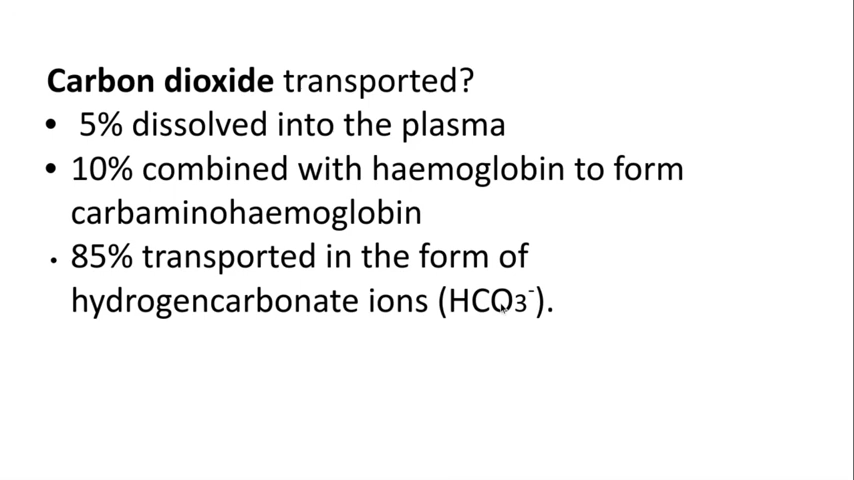 Carbon dioxide transported?
• 5% dissolved into the plasma
• 10% combined with haemoglobin to form
carbaminohaemoglobin
• 85% transported in the form of
hydrogencarbonate ions (HCO3⁻).